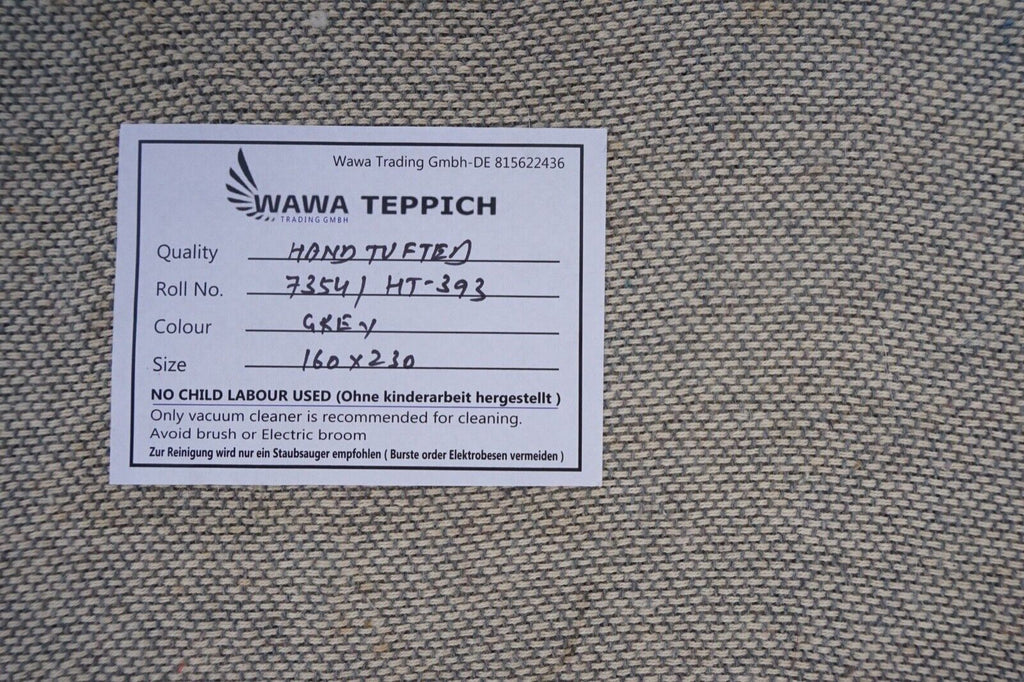 Wawa Trading Gmbh-DE 815622436
WAWA TEPPICH
TRADING GMBH
Quality HAND TUFTED
Roll No. 7354/ HT-393
Colour GREY
Size 160 x 230
NO CHILD LABOUR USED (Ohne kinderarbeit hergestellt )
Only vacuum cleaner is recommended for cleaning.
Avoid brush or Electric broom
Zur Reinigung wird nur ein Staubsauger empfohlen ( Burste order Elektrobesen vermeiden )